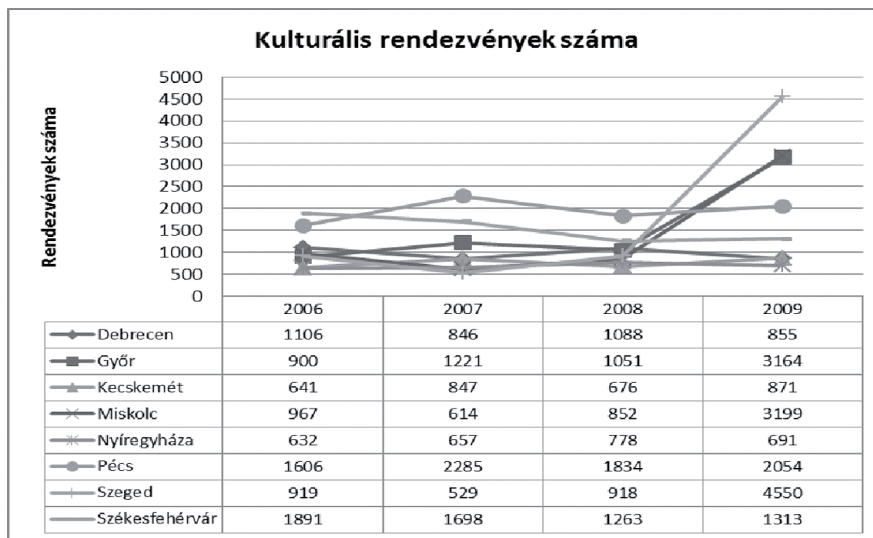 Kulturális rendezvények száma
Rendezvények száma
5000
4500
4000
3500
3000
2500
2000
1500
1000
500
0
2006 2007 2008 2009
Debrecen 1106 846 1088 855
Győr 900 1221 1051 3164
Kecskemét 641 847 676 871
Miskolc 967 614 852 3199
Nyíregyháza 632 657 778 691
Pécs 1606 2285 1834 2054
Szeged 919 529 918 4550
Székesfehérvár 1891 1698 1263 1313